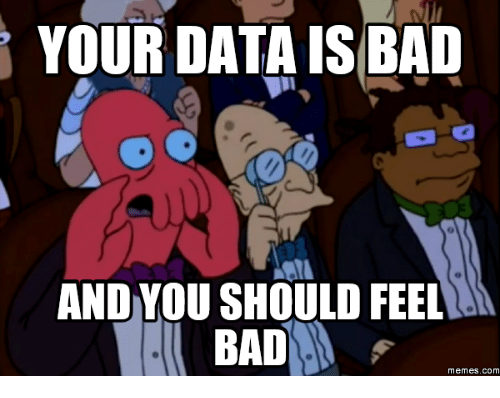 YOUR DATA IS BAD
AND YOU SHOULD FEEL
BAD
memes.com